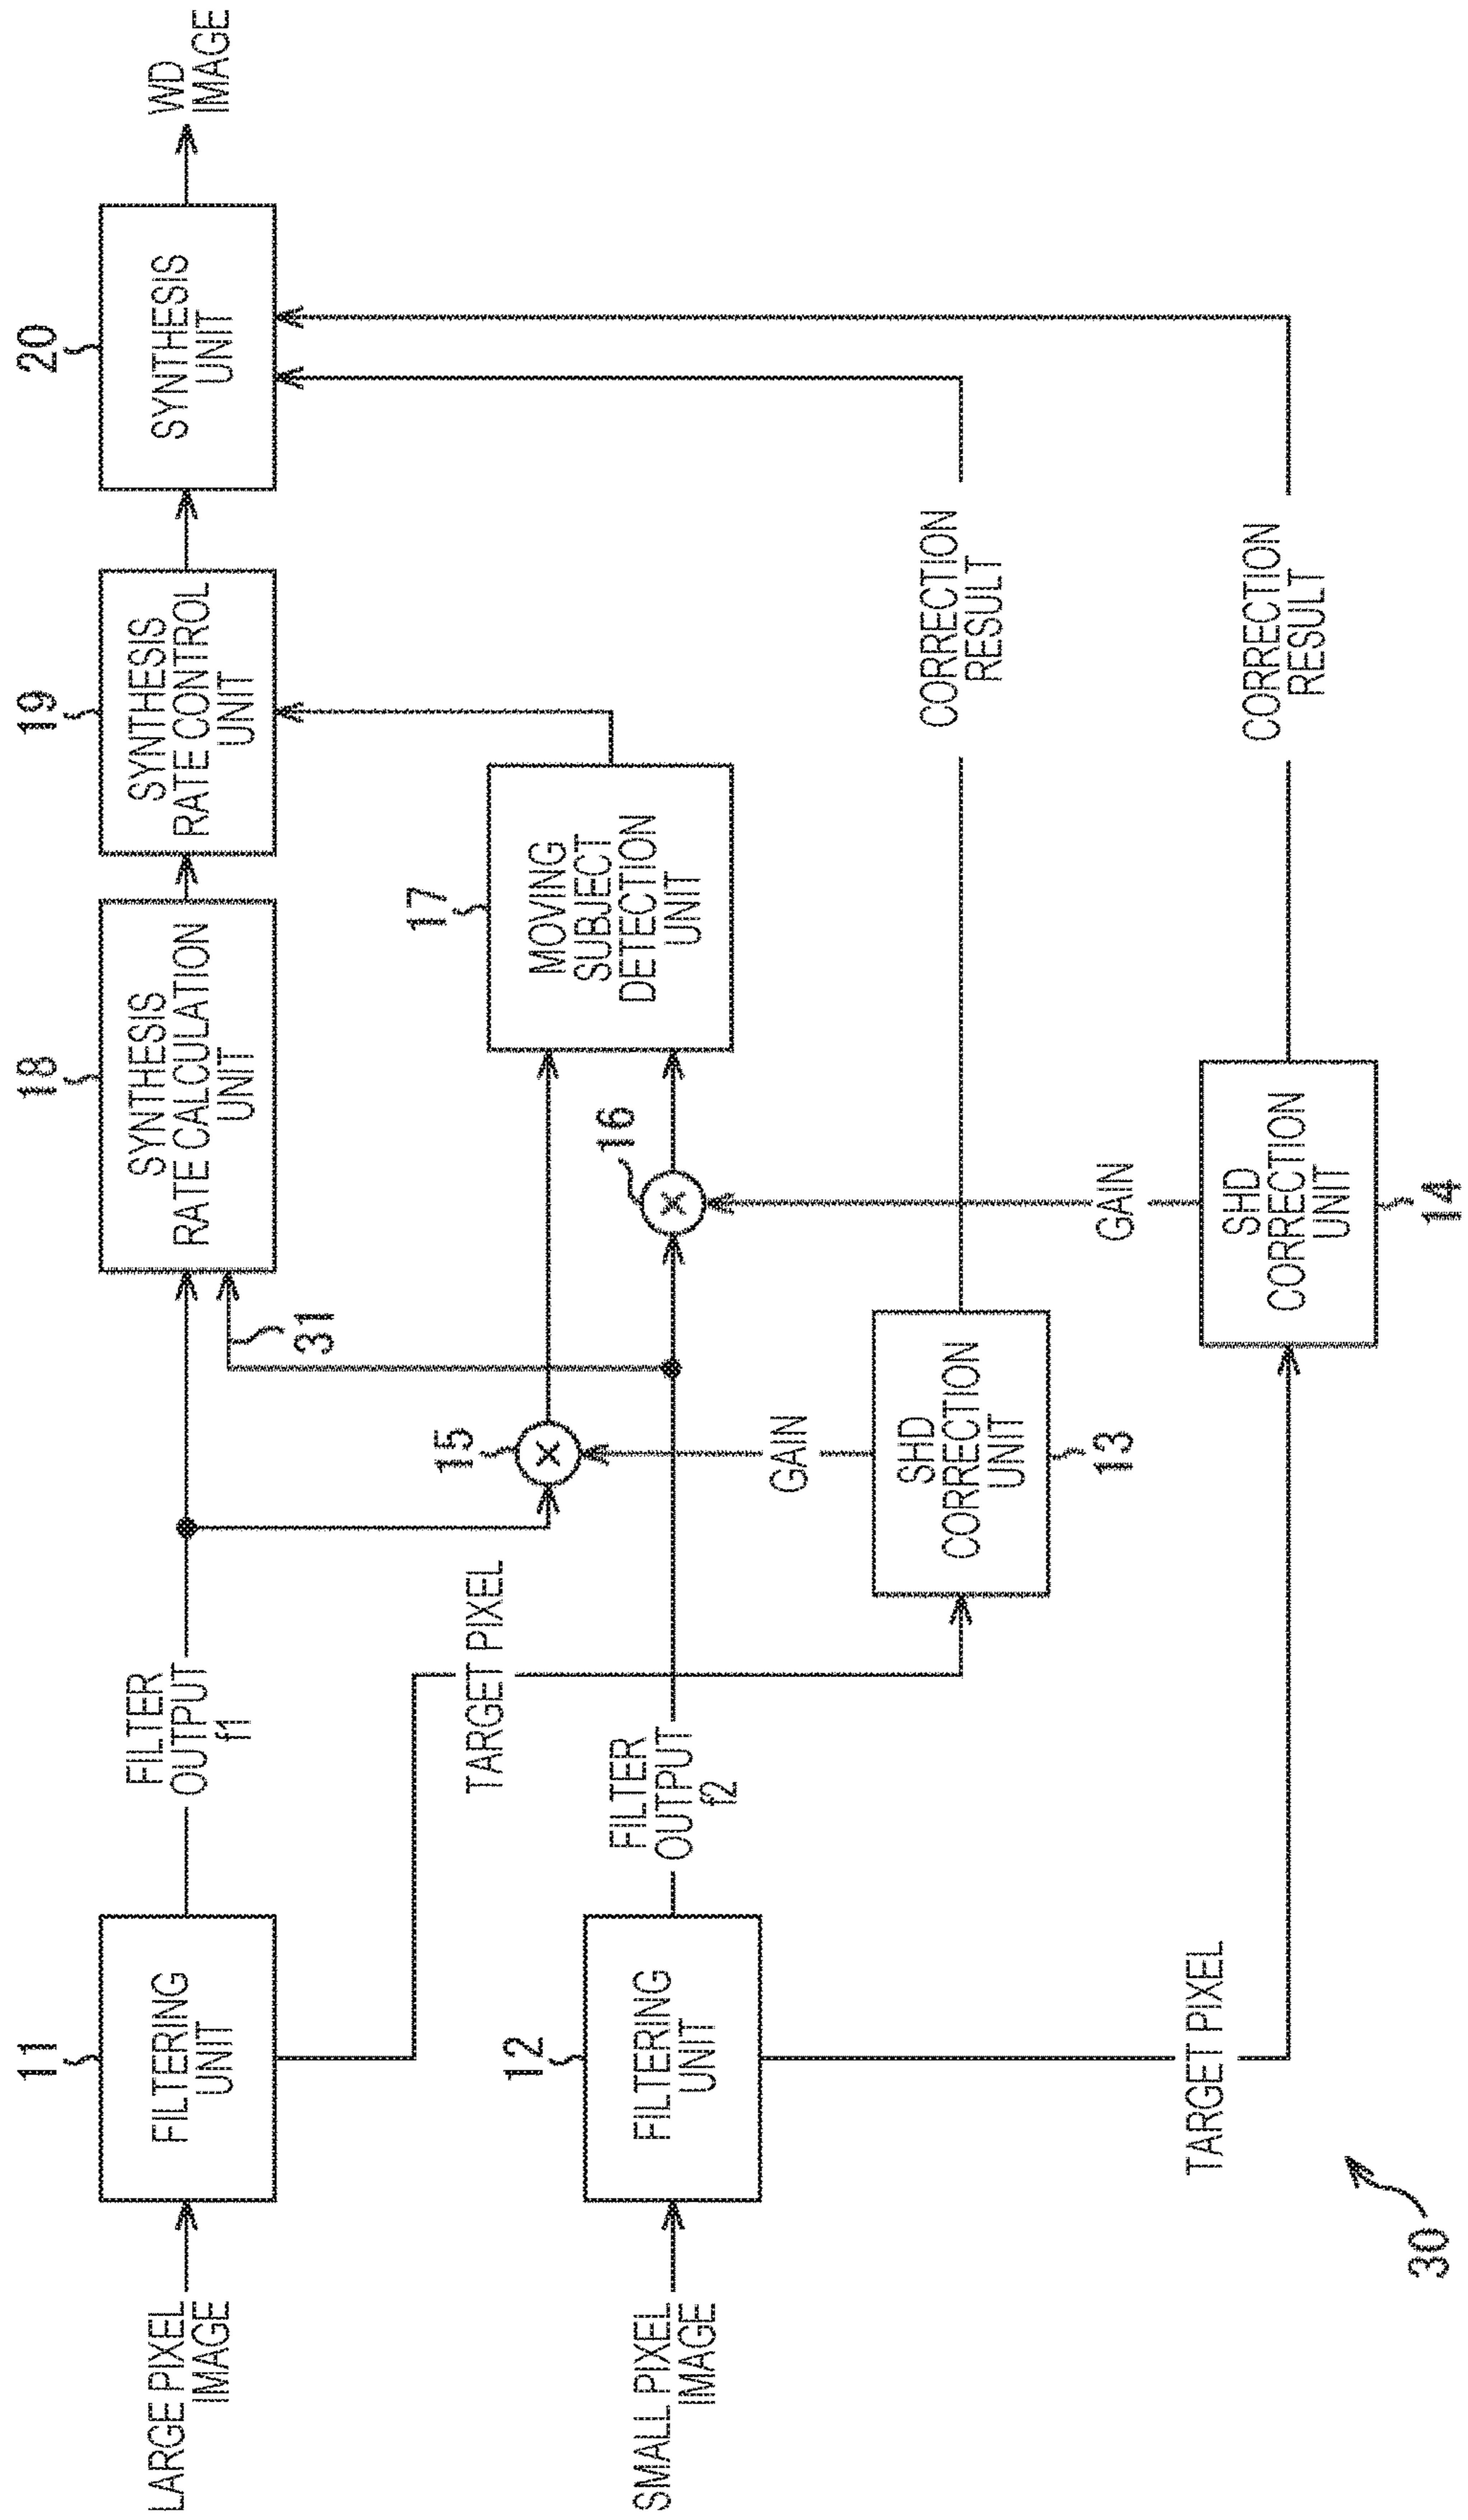 LARGE PIXEL
IMAGE
11
FILTERING
UNIT
FILTER
OUTPUT
f1
18
SYNTHESIS
RATE CALCULATION
UNIT
19
SYNTHESIS
RATE CONTROL
UNIT
20
SYNTHESIS
UNIT
WD
IMAGE
31
15
17
MOVING
SUBJECT
DETECTION
UNIT
TARGET PIXEL
SMALL PIXEL
IMAGE
12
FILTERING
UNIT
FILTER
OUTPUT
f2
16
GAIN
SHD
CORRECTION
UNIT
13
CORRECTION
RESULT
TARGET PIXEL
GAIN
SHD
CORRECTION
UNIT
14
CORRECTION
RESULT
30